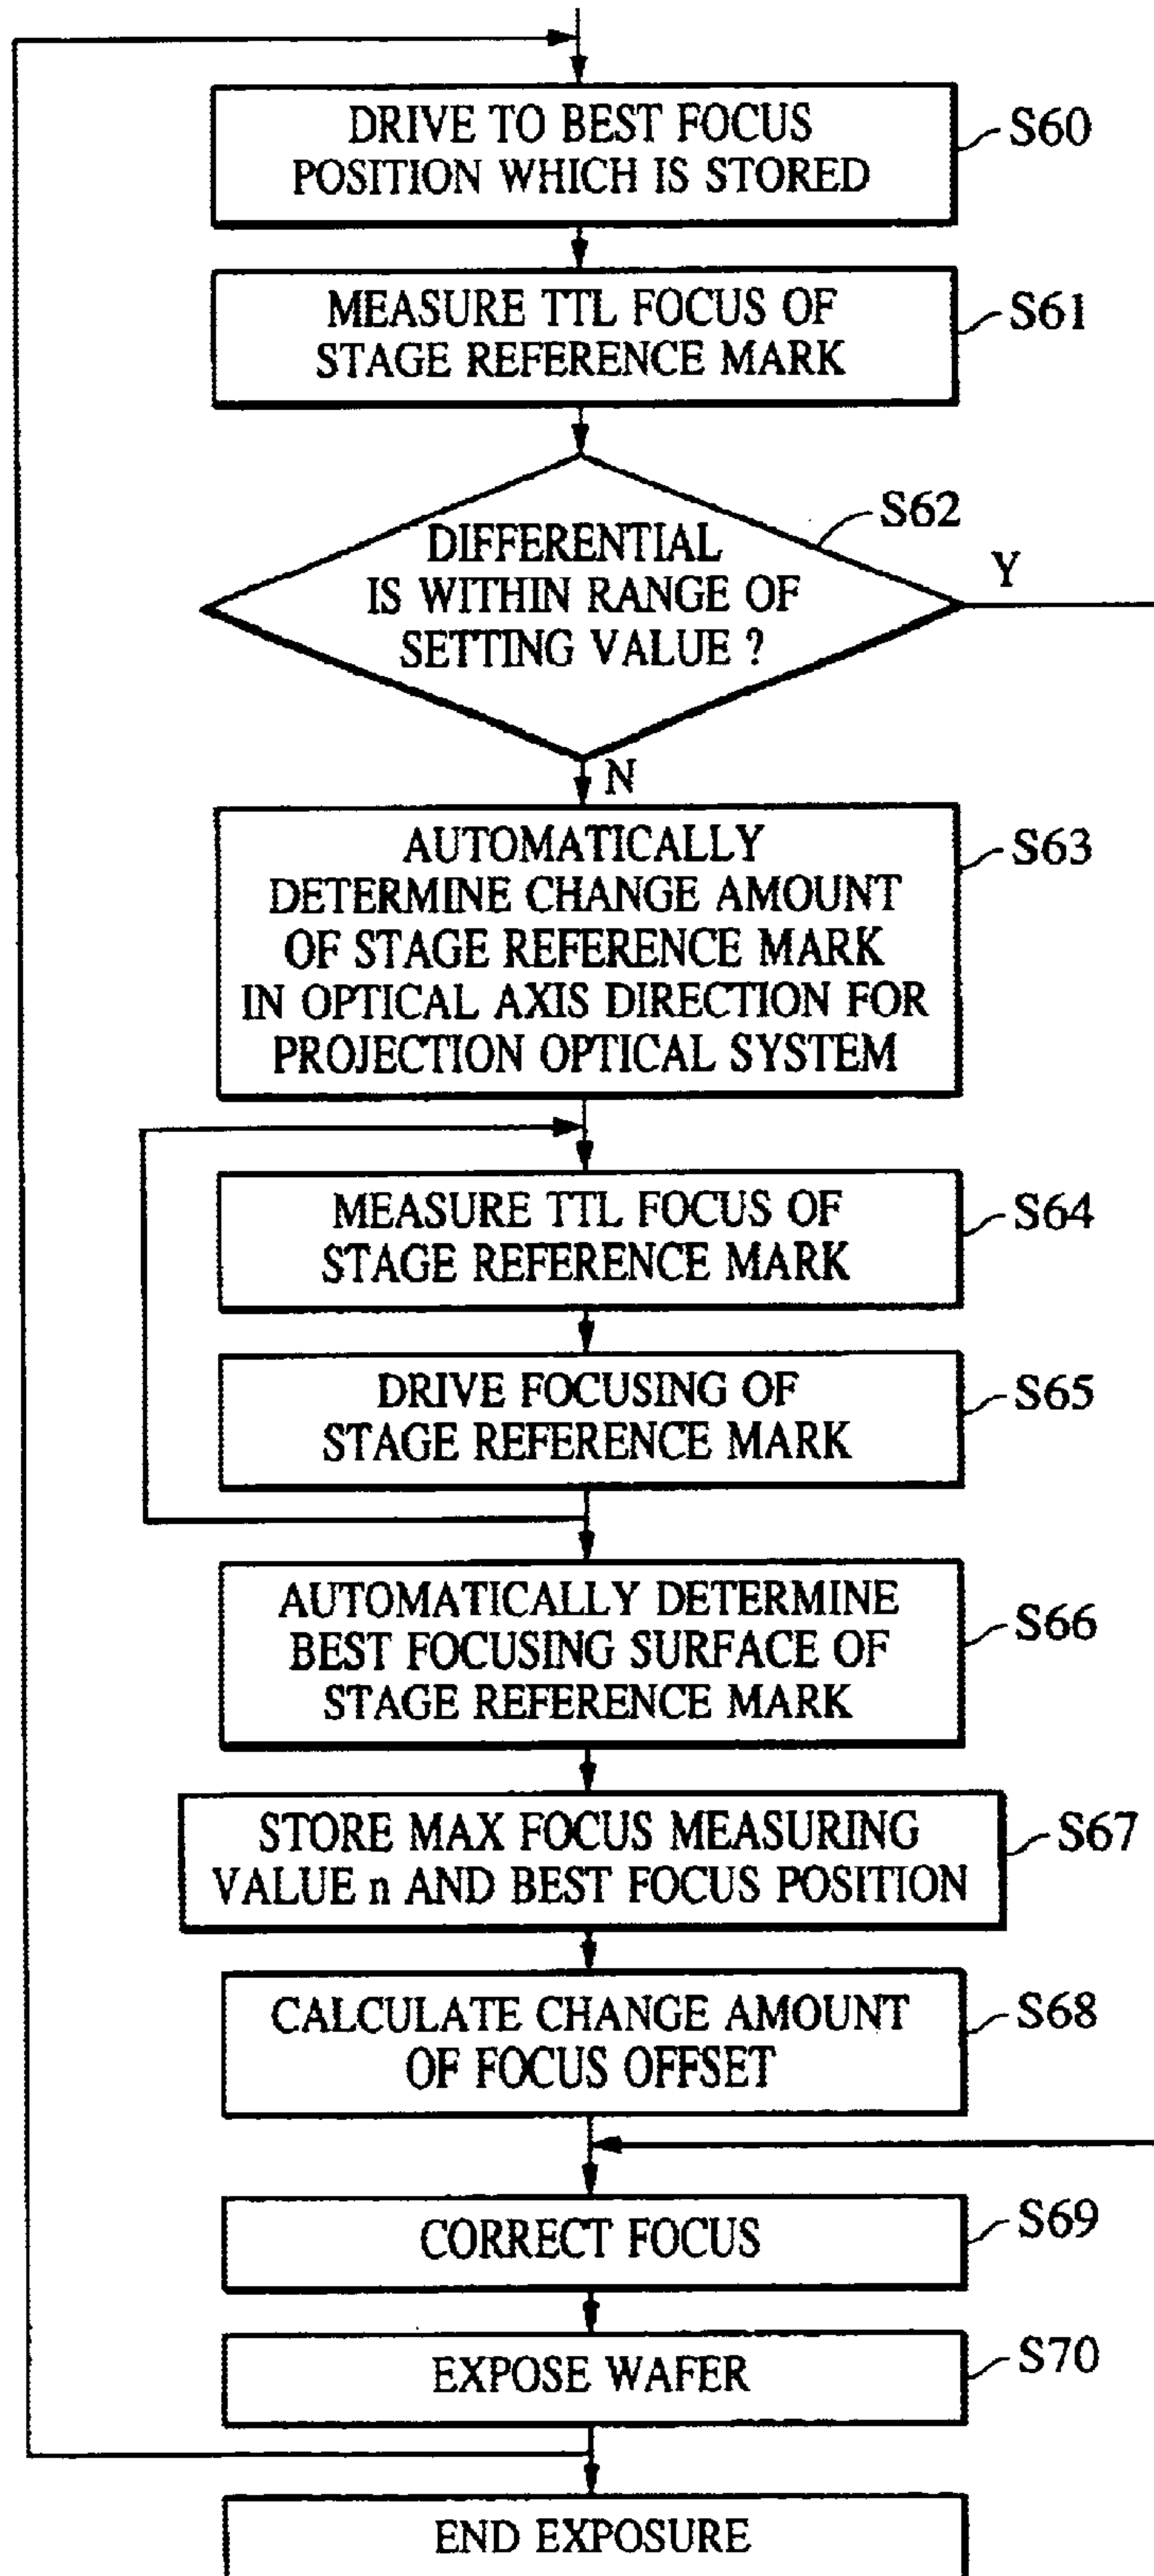 DRIVE TO BEST FOCUS
POSITION WHICH IS STORED
S60
MEASURE TTL FOCUS OF
STAGE REFERENCE MARK
S61
S62
DIFFERENTIAL
IS WITHIN RANGE OF
SETTING VALUE ?
Y
N
AUTOMATICALLY
DETERMINE CHANGE AMOUNT
OF STAGE REFERENCE MARK
IN OPTICAL AXIS DIRECTION FOR
PROJECTION OPTICAL SYSTEM
S63
MEASURE TTL FOCUS OF
STAGE REFERENCE MARK
S64
DRIVE FOCUSING OF
STAGE REFERENCE MARK
S65
AUTOMATICALLY DETERMINE
BEST FOCUSING SURFACE OF
STAGE REFERENCE MARK
S66
STORE MAX FOCUS MEASURING
VALUE n AND BEST FOCUS POSITION
S67
CALCULATE CHANGE AMOUNT
OF FOCUS OFFSET
S68
CORRECT FOCUS
S69
EXPOSE WAFER
S70
END EXPOSURE